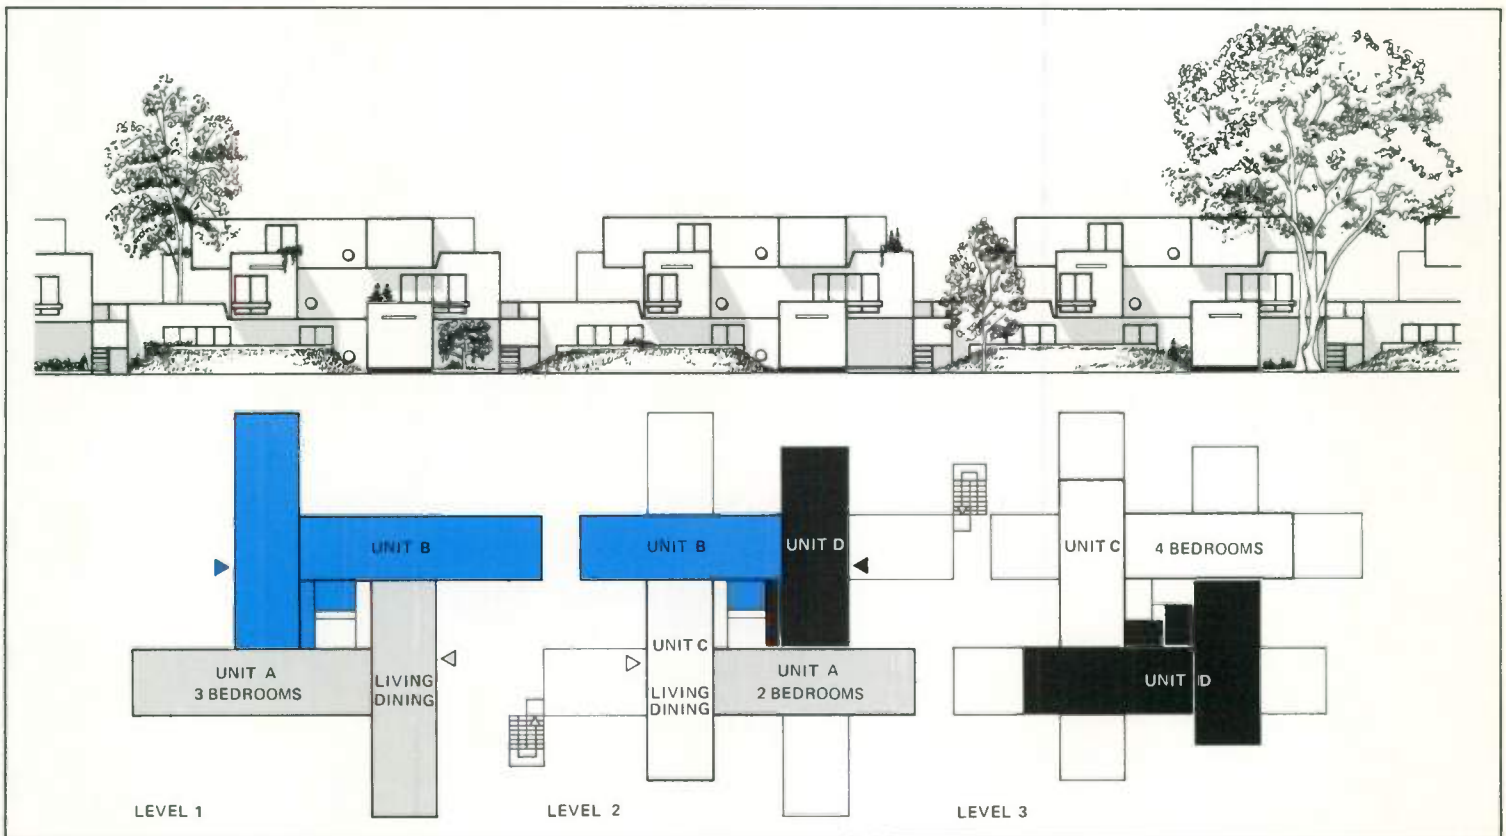 UNIT B
UNIT A
3 BEDROOMS
LIVING
DINING
LEVEL 1
UNIT B
UNIT D
UNIT C
LIVING
DINING
UNIT A
2 BEDROOMS
LEVEL 2
UNIT C
4 BEDROOMS
UNIT D
LEVEL 3